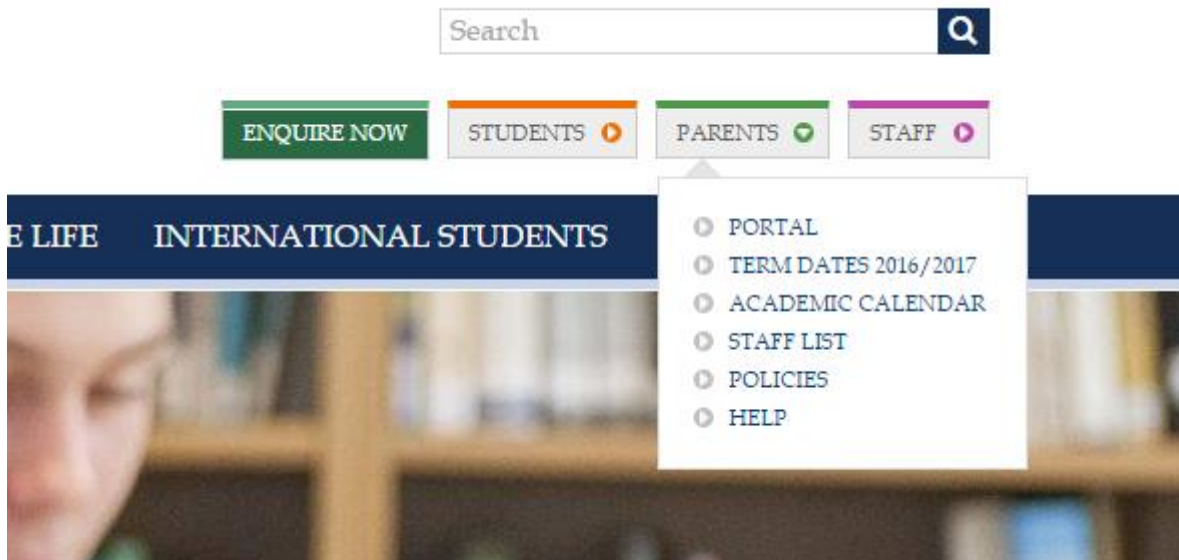 Search
ENQUIRE NOW STUDENTS PARENTS STAFF
E LIFE INTERNATIONAL STUDENTS
PORTAL
TERM DATES 2016/2017
ACADEMIC CALENDAR
STAFF LIST
POLICIES
HELP